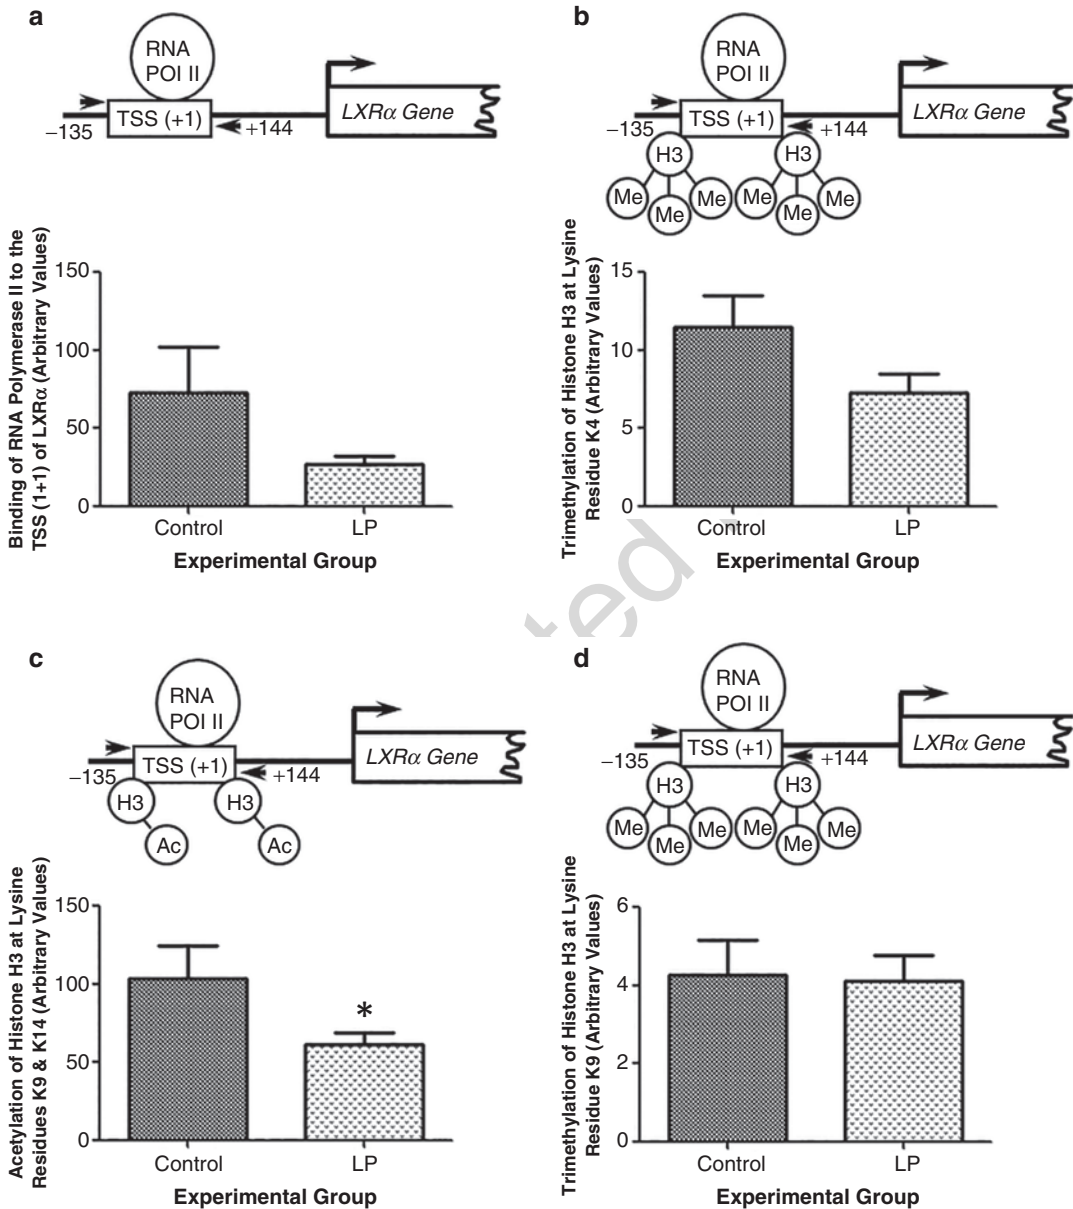 a
RNA
POI II
TSS (+1)
−135
+144
LXRα Gene
Binding of RNA Polymerase II to the
TSS (1+1) of LXRα (Arbitrary Values)
150
100
50
0
Control
LP
Experimental Group
b
RNA
POI II
TSS (+1)
−135
+144
LXRα Gene
H3
H3
Me
Me
Me
Me
Me
Me
Trimethylation of Histone H3 at Lysine
Residue K4 (Arbitrary Values)
15
10
5
0
Control
LP
Experimental Group
c
RNA
POI II
TSS (+1)
−135
+144
LXRα Gene
H3
H3
Ac
Ac
Acetylation of Histone H3 at Lysine
Residues K9 & K14 (Arbitrary Values)
150
100
50
0
*
Control
LP
Experimental Group
d
RNA
POI II
TSS (+1)
−135
+144
LXRα Gene
H3
H3
Me
Me
Me
Me
Me
Me
Trimethylation of Histone H3 at Lysine
Residue K9 (Arbitrary Values)
6
4
2
0
Control
LP
Experimental Group